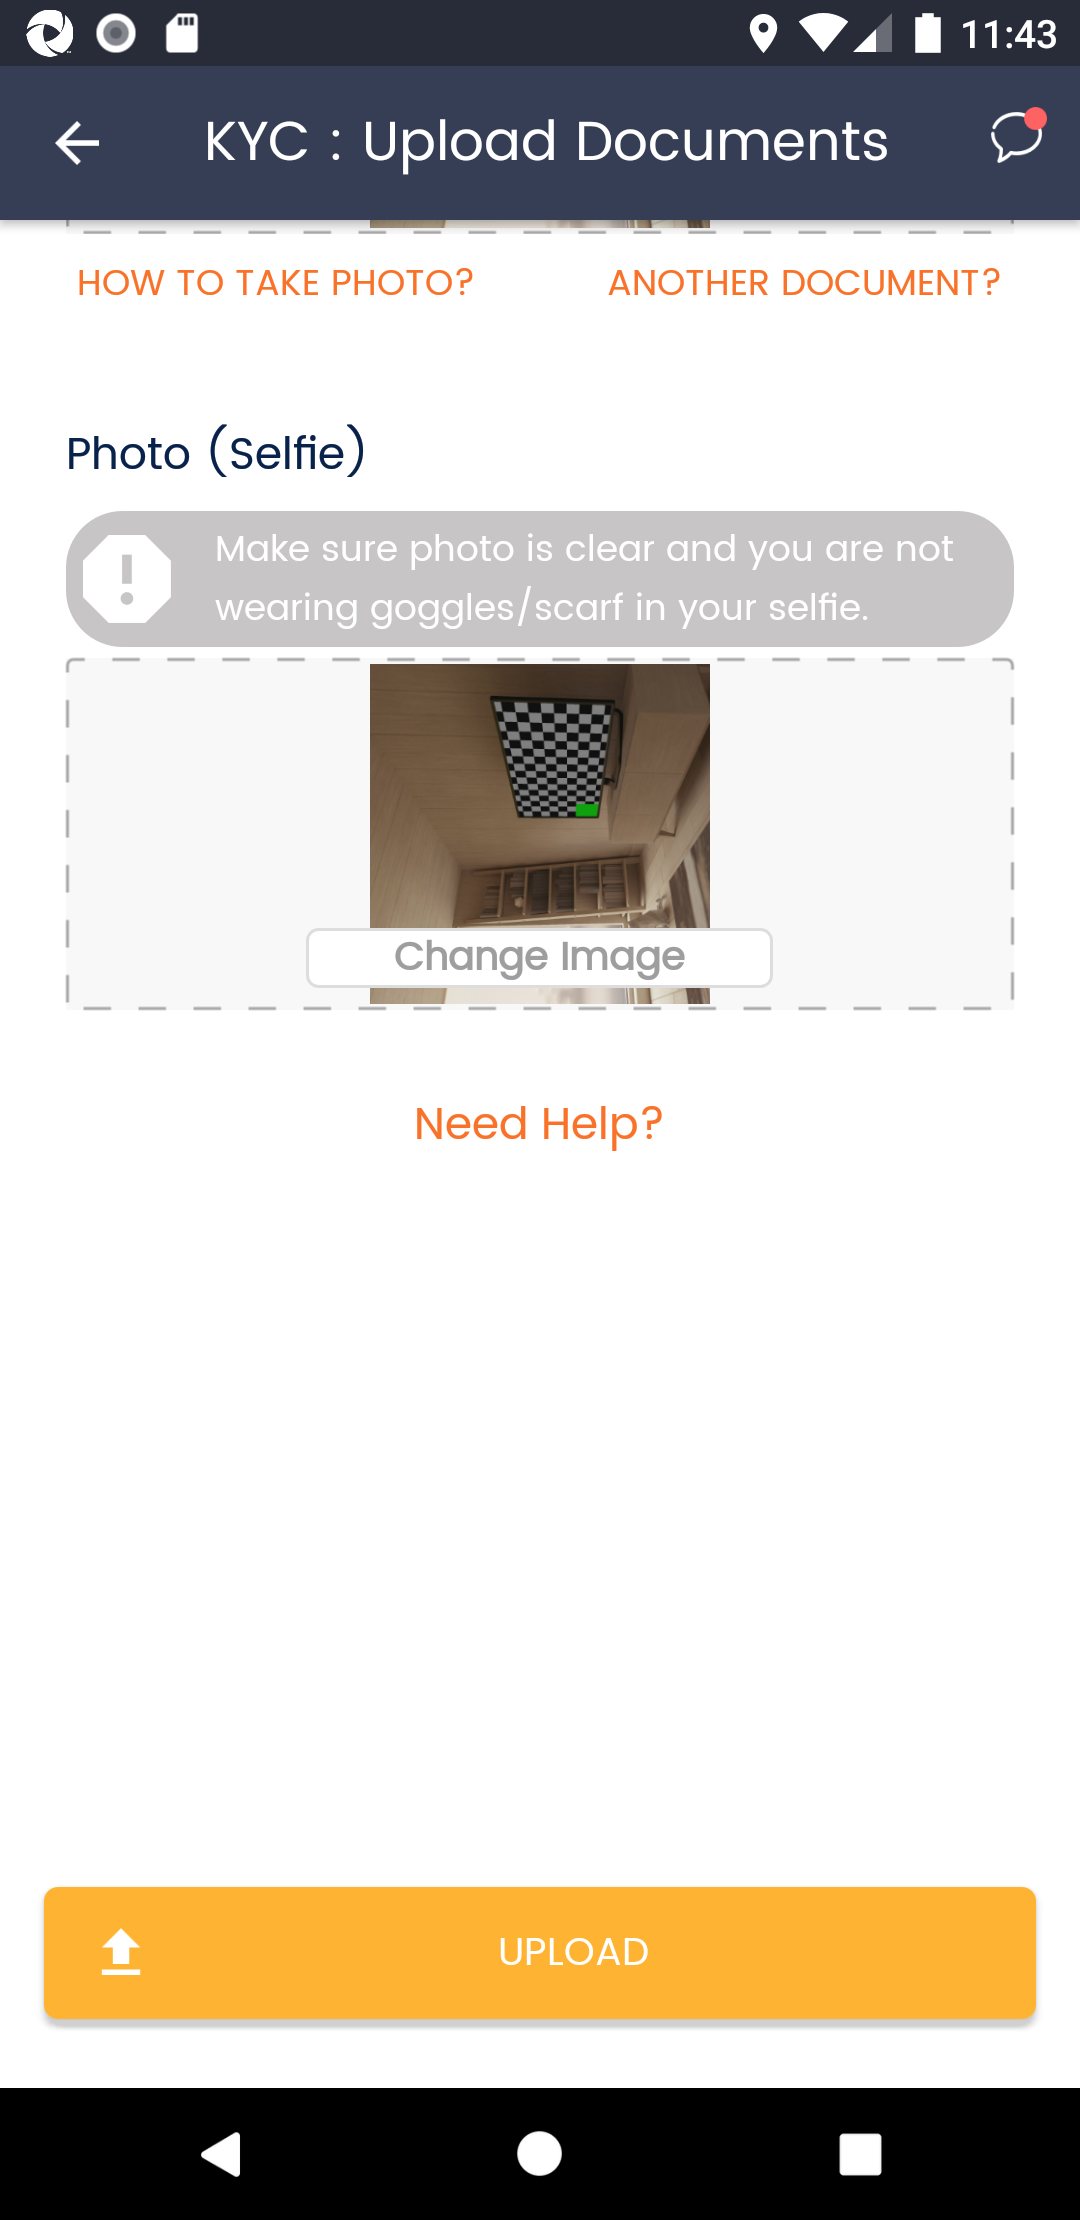 11:43
KYC : Upload Documents
HOW TO TAKE PHOTO?
ANOTHER DOCUMENT?
Photo (Selfie)
Make sure photo is clear and you are not
wearing goggles/scarf in your selfie.
Change Image
Need Help?
UPLOAD